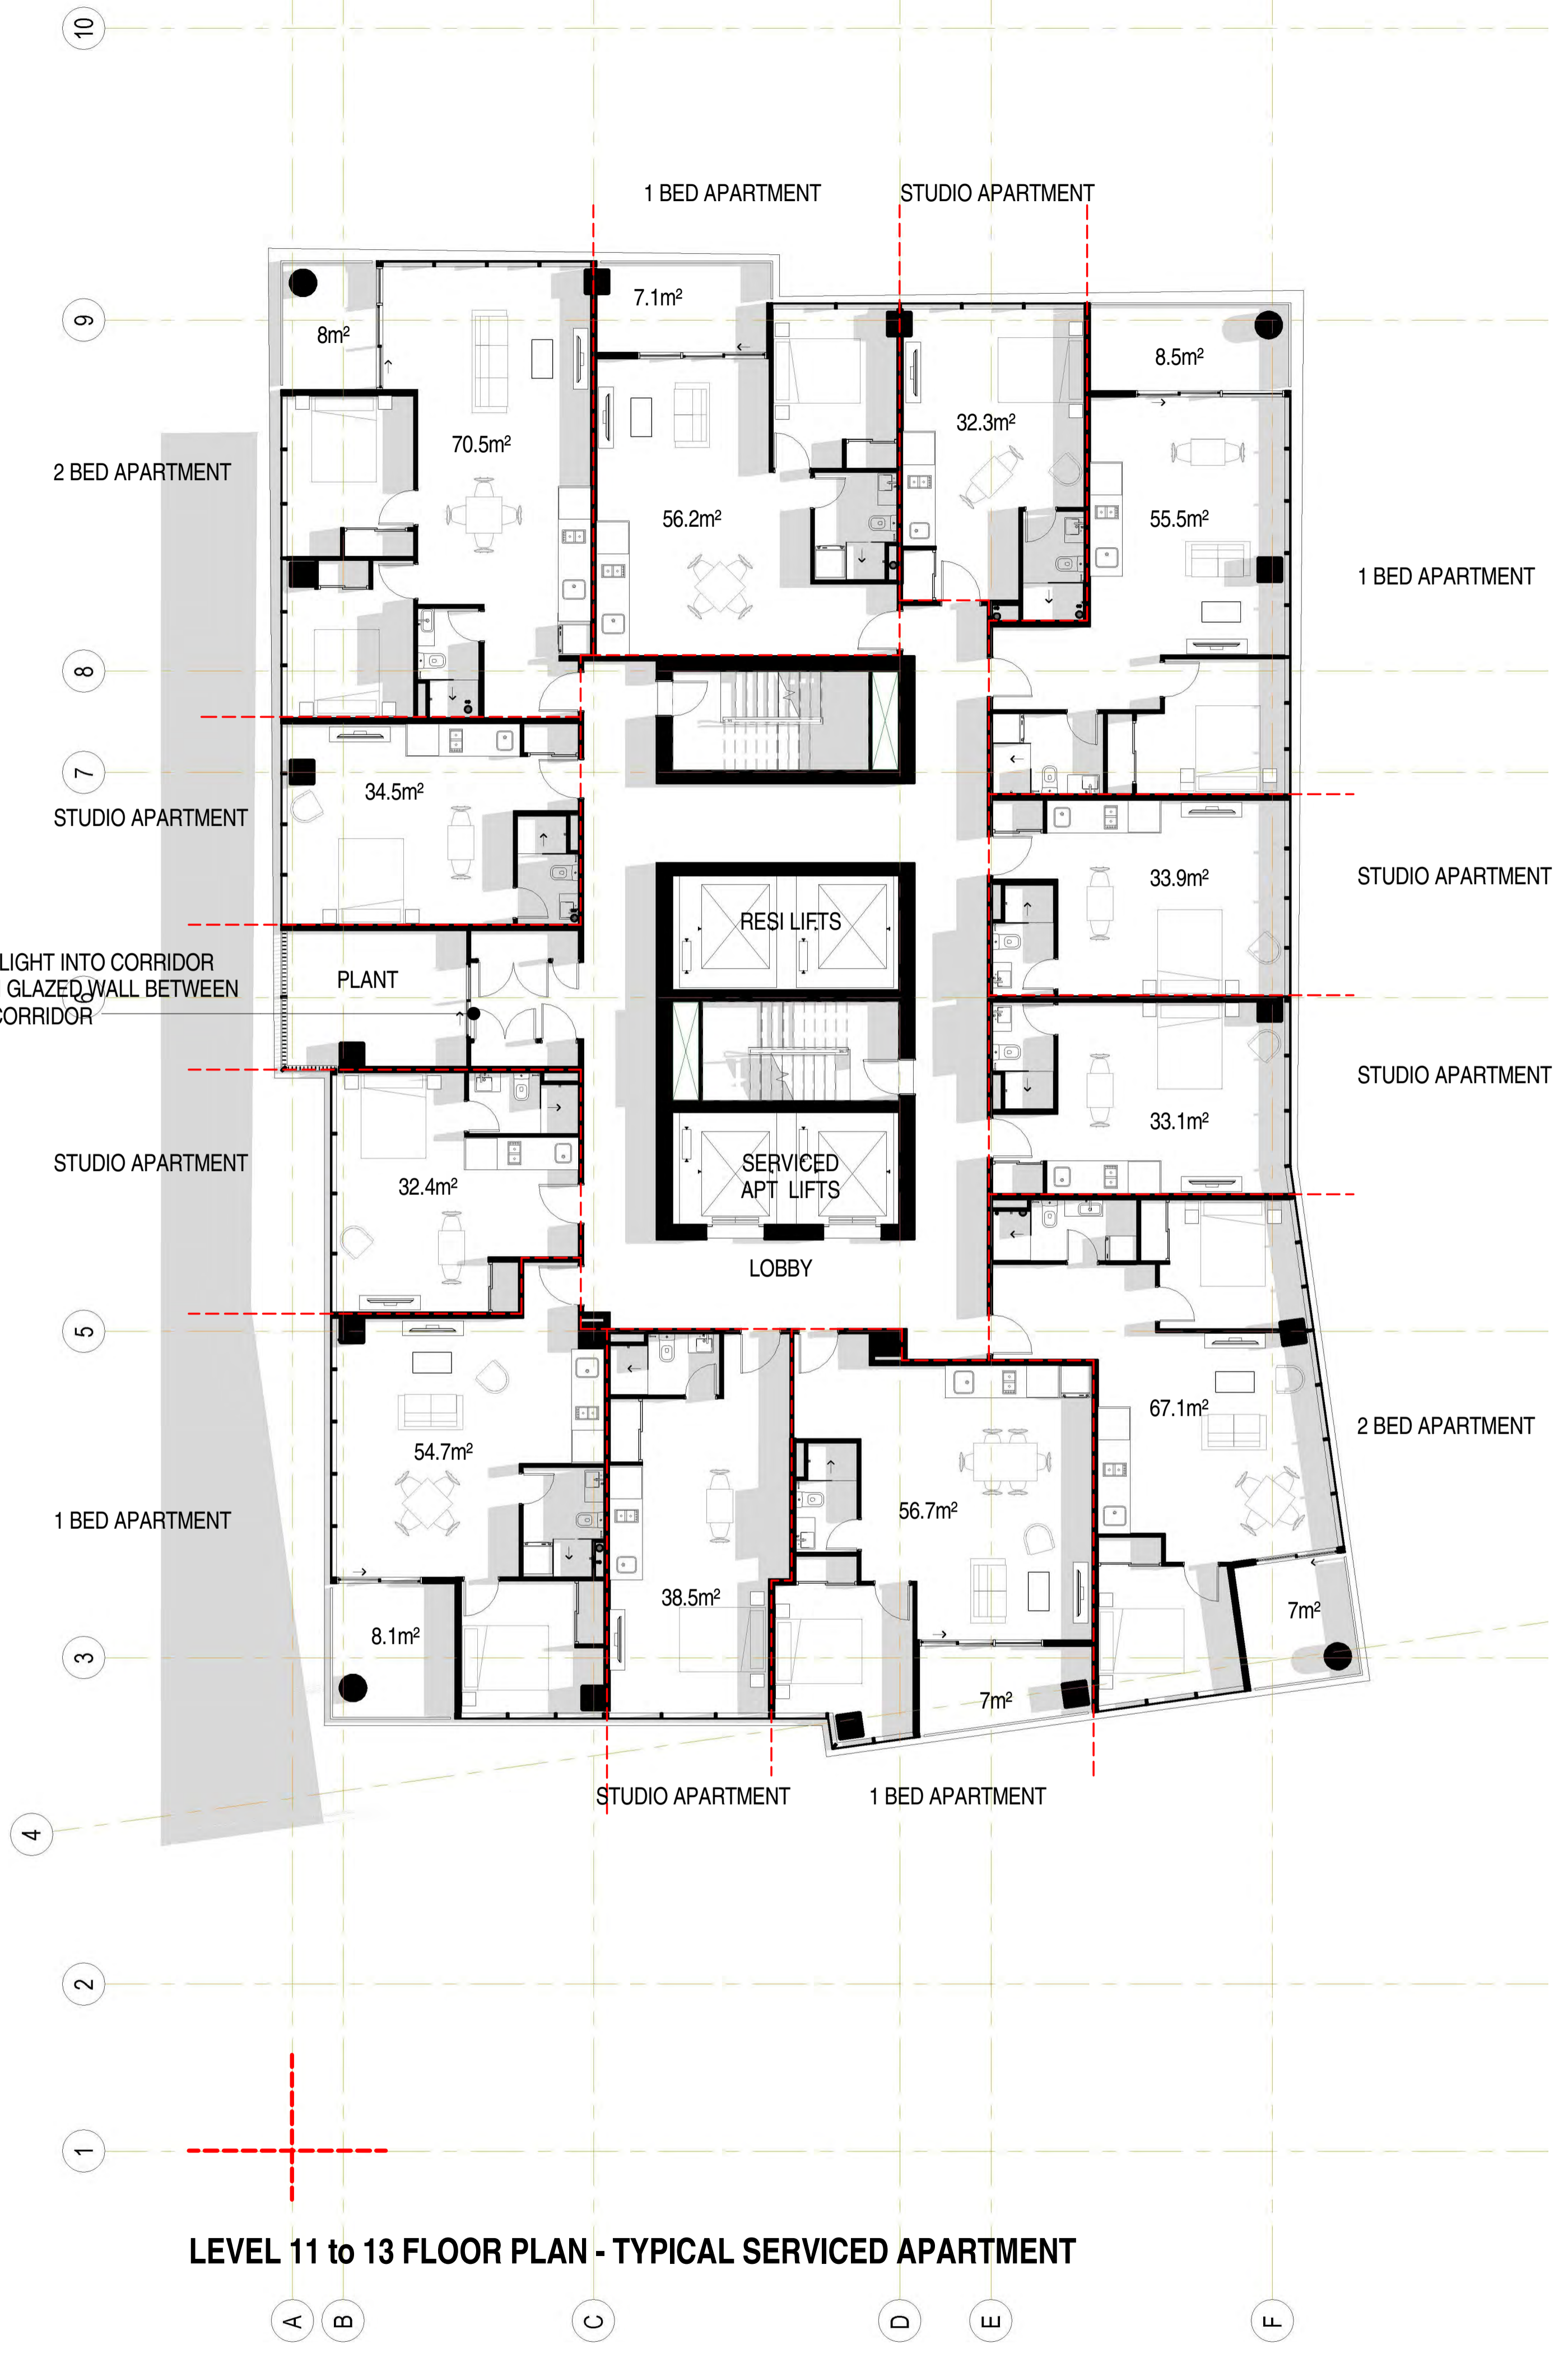 10
1 BED APARTMENT
STUDIO APARTMENT
7.1m²
9
8m²
8.5m²
32.3m²
70.5m²
2 BED APARTMENT
56.2m²
55.5m²
1 BED APARTMENT
8
7
34.5m²
STUDIO APARTMENT
33.9m²
STUDIO APARTMENT
RESI LIFTS
LIGHT INTO CORRIDOR
GLAZED WALL BETWEEN
CORRIDOR
6
PLANT
STUDIO APARTMENT
33.1m²
STUDIO APARTMENT
SERVICED
APT LIFTS
32.4m²
LOBBY
5
67.1m²
2 BED APARTMENT
54.7m²
56.7m²
1 BED APARTMENT
38.5m²
7m²
8.1m²
3
7m²
STUDIO APARTMENT
1 BED APARTMENT
4
2
1
LEVEL 11 to 13 FLOOR PLAN - TYPICAL SERVICED APARTMENT
A
B
C
D
E
F